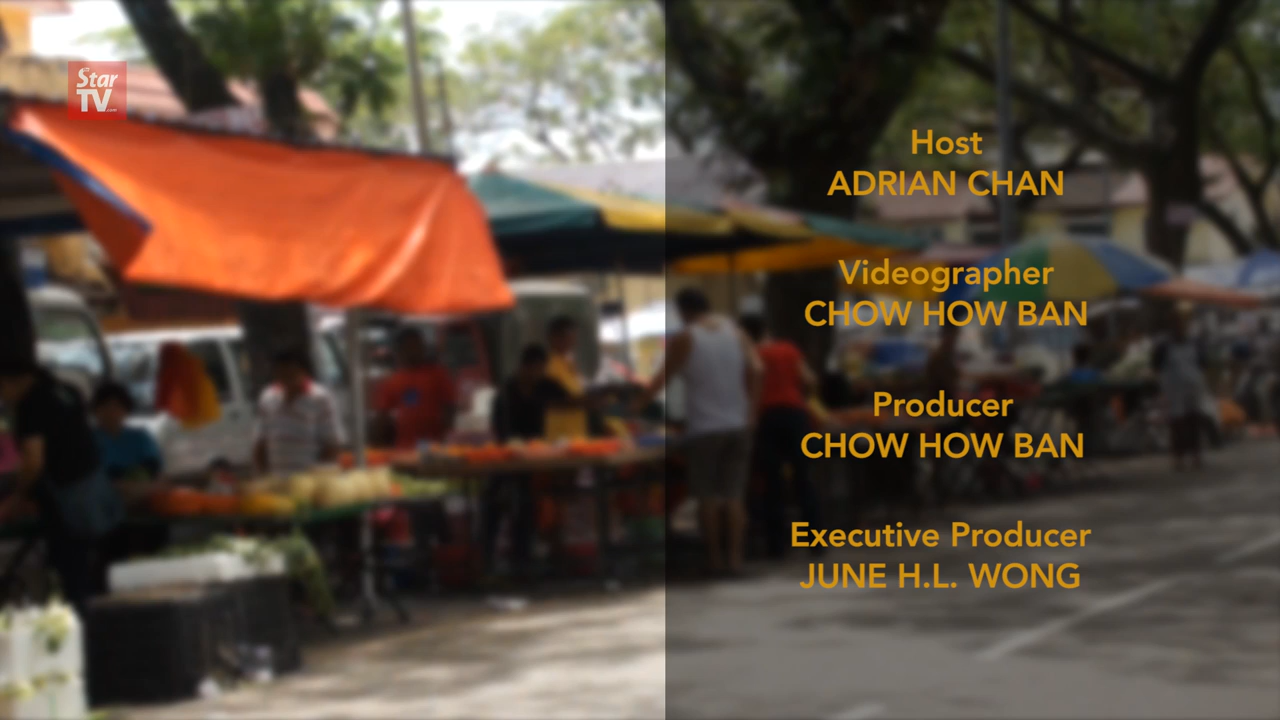 Star
TV
Host
ADRIAN CHAN
Videographer
CHOW HOW BAN
Producer
CHOW HOW BAN
Executive Producer
JUNE H.L. WONG